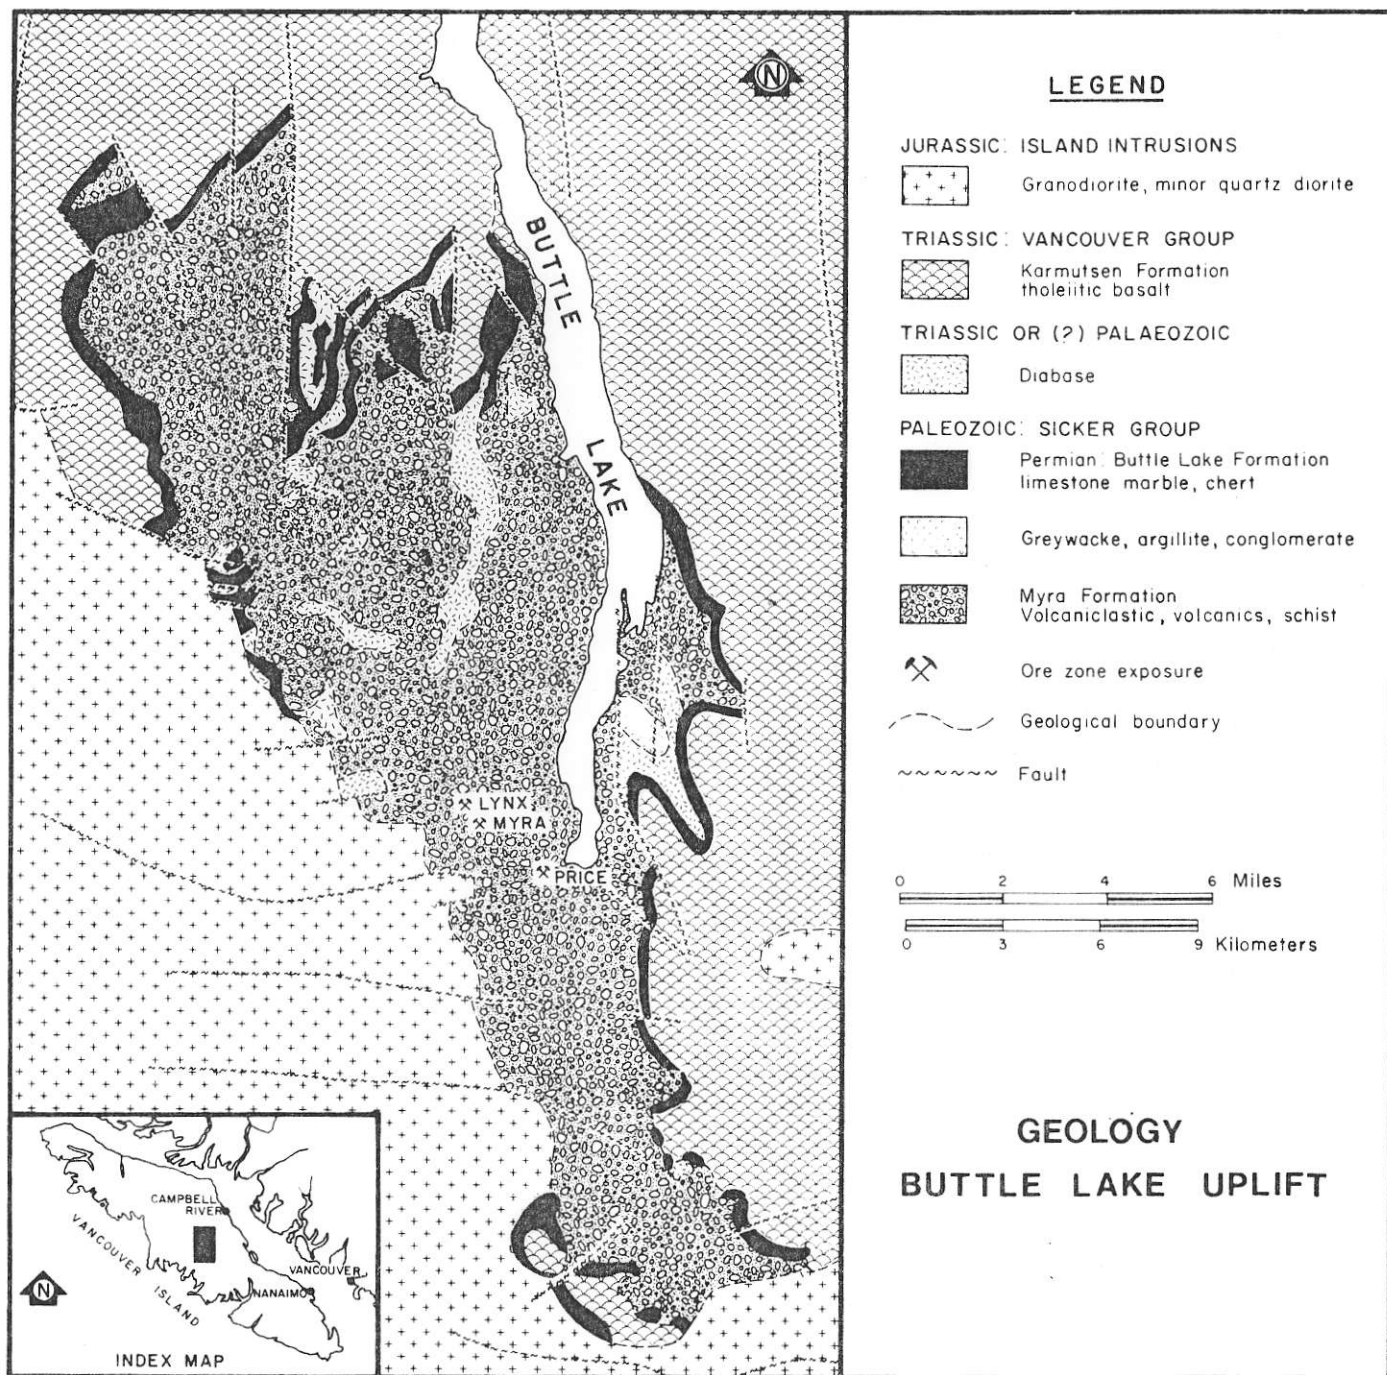 N
BUTTLE
LAKE
LYNX
MYRA
PRICE
CAMPBELL
RIVER
VANCOUVER
ISLAND
VANCOUVER
NANAIMO
N
INDEX MAP
LEGEND
JURASSIC: ISLAND INTRUSIONS
Granodiorite, minor quartz diorite
TRIASSIC: VANCOUVER GROUP
Karmutsen Formation
tholeiitic basalt
TRIASSIC OR (?) PALAEOZOIC
Diabase
PALEOZOIC: SICKER GROUP
Permian: Buttle Lake Formation
limestone marble, chert
Greywacke, argillite, conglomerate
Myra Formation
Volcaniclastic, volcanics, schist
Ore zone exposure
Geological boundary
Fault
0 2 4 6 Miles
0 3 6 9 Kilometers
GEOLOGY
BUTTLE LAKE UPLIFT